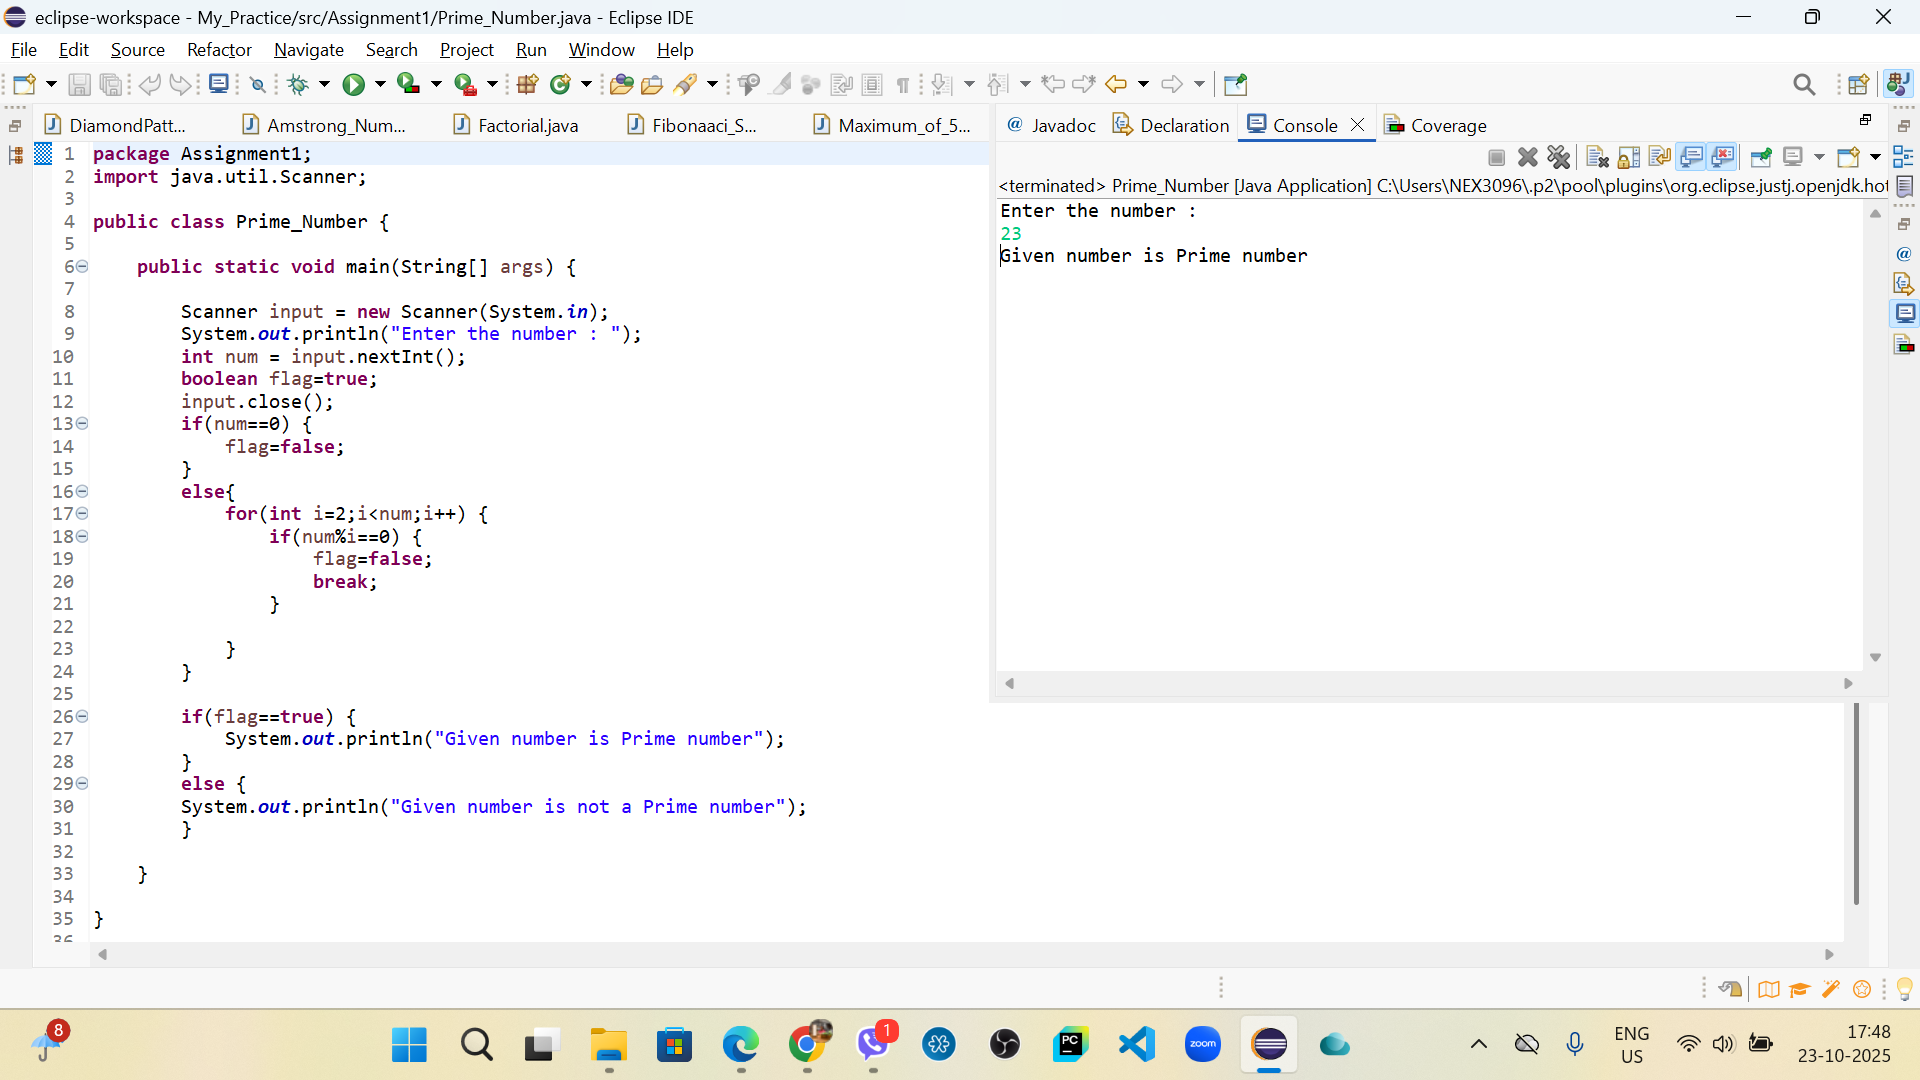 eclipse-workspace - My_Practice/src/Assignment1/Prime_Number.java - Eclipse IDE
File Edit Source Refactor Navigate Search Project Run Window Help
DiamondPatt... Amstrong_Num... Factorial.java Fibonaaci_S... Maximum_of_5...
1 package Assignment1;
2 import java.util.Scanner;
3
4 public class Prime_Number {
5
6     public static void main(String[] args) {
7
8         Scanner input = new Scanner(System.in);
9         System.out.println("Enter the number : ");
10         int num = input.nextInt();
11         boolean flag=true;
12         input.close();
13         if(num==0) {
14             flag=false;
15         }
16         else{
17             for(int i=2;i<num;i++) {
18                 if(num%i==0) {
19                     flag=false;
20                     break;
21                 }
22
23             }
24         }
25
26         if(flag==true) {
27             System.out.println("Given number is Prime number");
28         }
29         else {
30         System.out.println("Given number is not a Prime number");
31         }
32
33     }
34
35 }
36
@ Javadoc Declaration Console Coverage
<terminated> Prime_Number [Java Application] C:\Users\NEX3096\.p2\pool\plugins\org.eclipse.justj.openjdk.hot
Enter the number :
23
Given number is Prime number
8
PC
zoom
1
ENG
US
17:48
23-10-2025